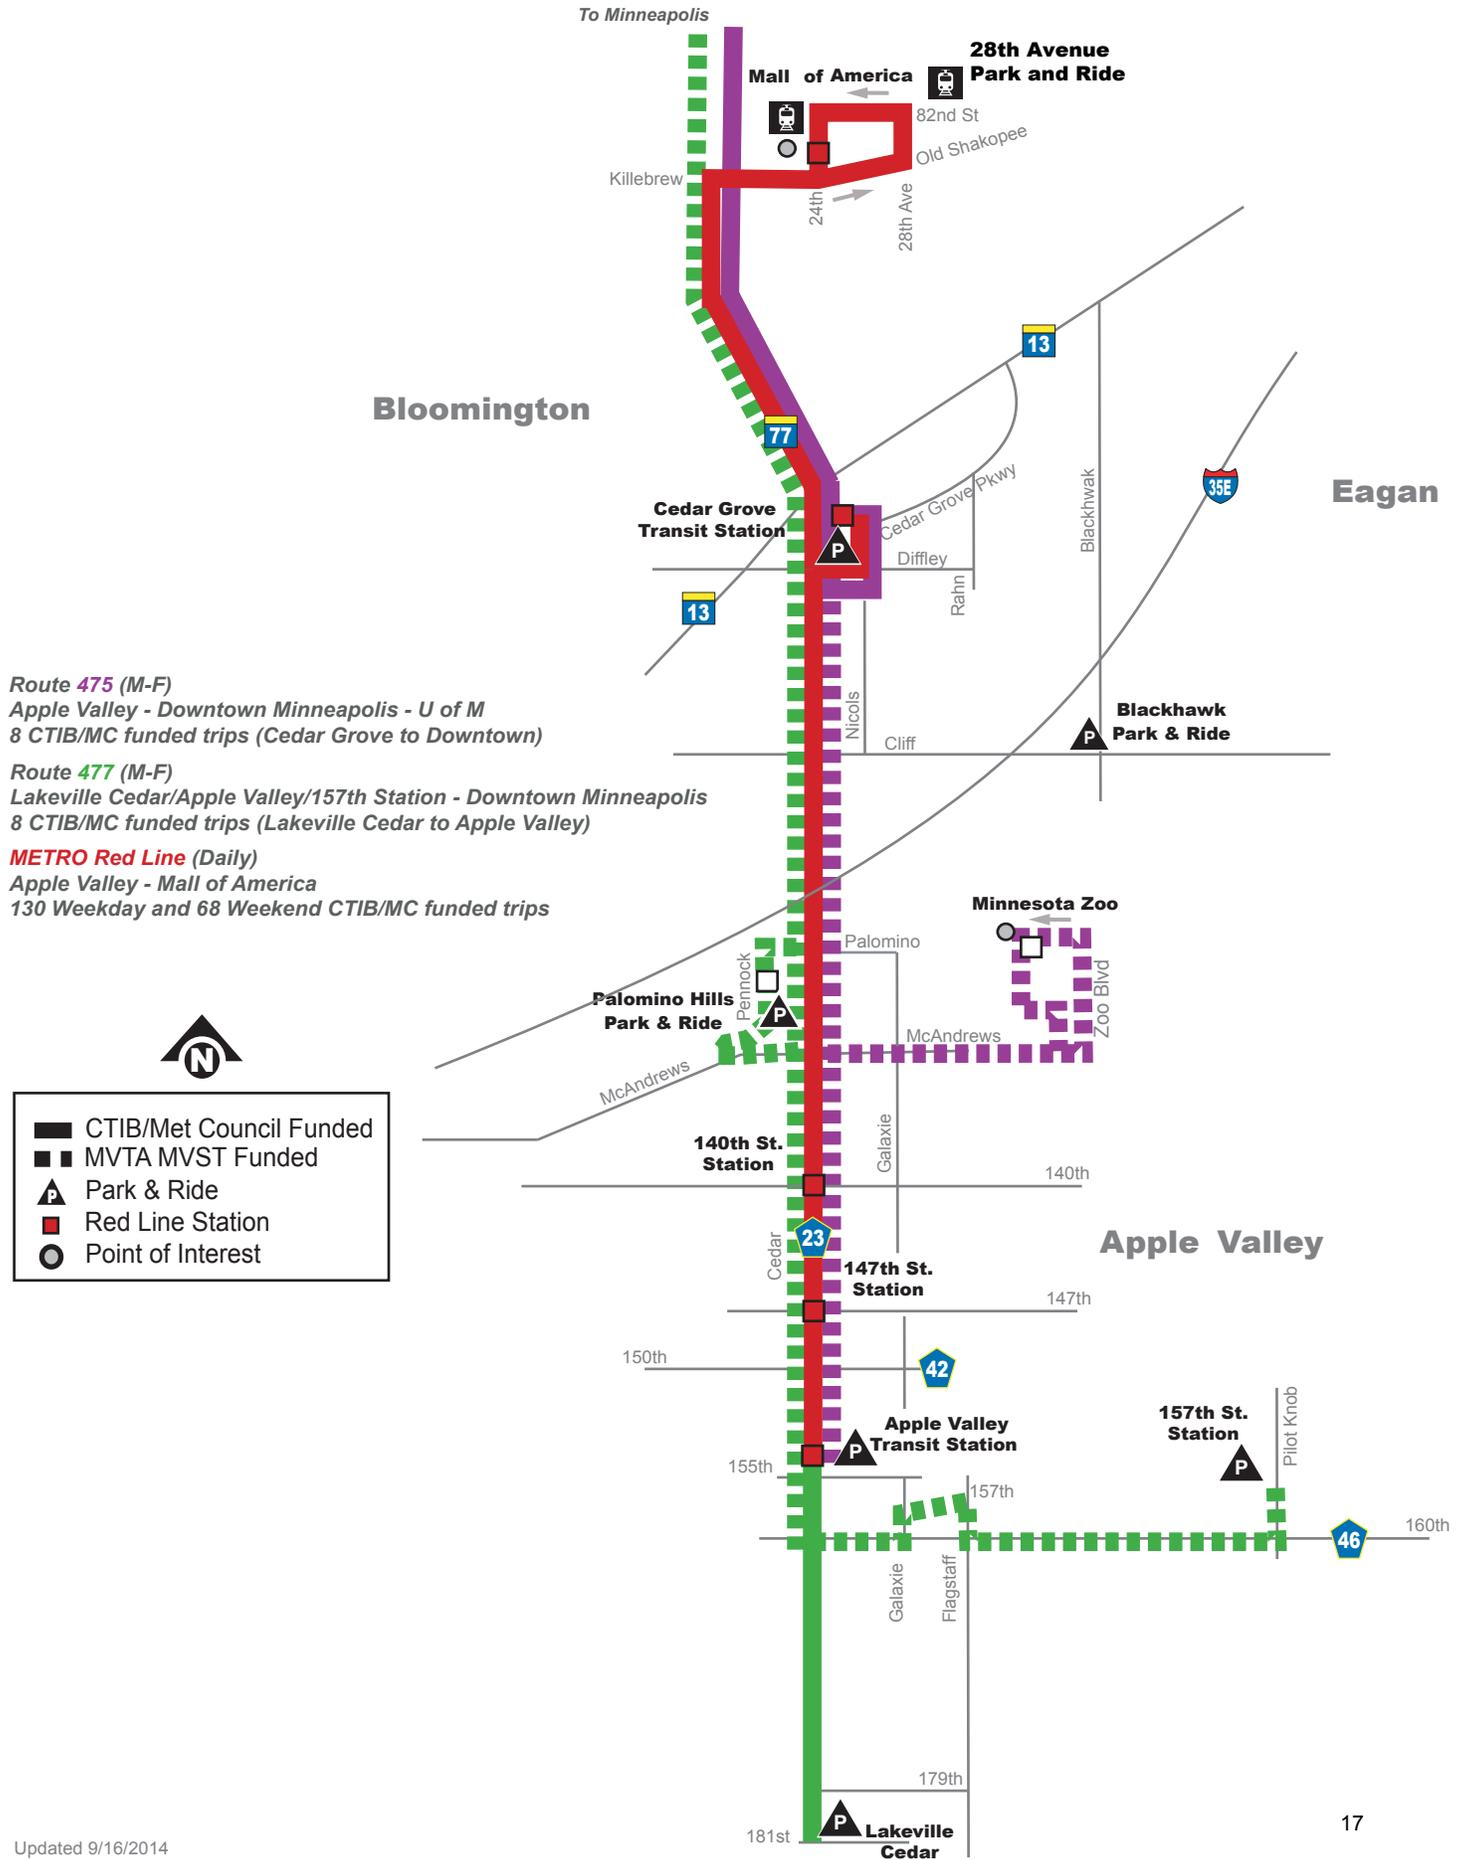 To Minneapolis
28th Avenue
Park and Ride
Mall of America
82nd St
Old Shakopee
Killebrew
24th
28th Ave
13
Bloomington
77
35E
Eagan
Cedar Grove
Transit Station
P
Cedar Grove Pkwy
Blackhwak
Diffley
Rahn
13
Route 475 (M-F)
Apple Valley - Downtown Minneapolis - U of M
8 CTIB/MC funded trips (Cedar Grove to Downtown)
Nicols
Cliff
Blackhawk
Park & Ride
P
Route 477 (M-F)
Lakeville Cedar/Apple Valley/157th Station - Downtown Minneapolis
8 CTIB/MC funded trips (Lakeville Cedar to Apple Valley)
METRO Red Line (Daily)
Apple Valley - Mall of America
130 Weekday and 68 Weekend CTIB/MC funded trips
Minnesota Zoo
Palomino
Pennock
Palomino Hills
Park & Ride
P
Zoo Blvd
McAndrews
McAndrews
N
CTIB/Met Council Funded
MVTA MVST Funded
P
Park & Ride
Red Line Station
Point of Interest
140th St.
Station
Galaxie
140th
Cedar
23
Apple Valley
147th St.
Station
147th
150th
42
Apple Valley
Transit Station
P
157th St.
Station
P
Pilot Knob
155th
157th
160th
46
Galaxie
Flagstaff
179th
P
181st
Lakeville
Cedar
17
Updated 9/16/2014